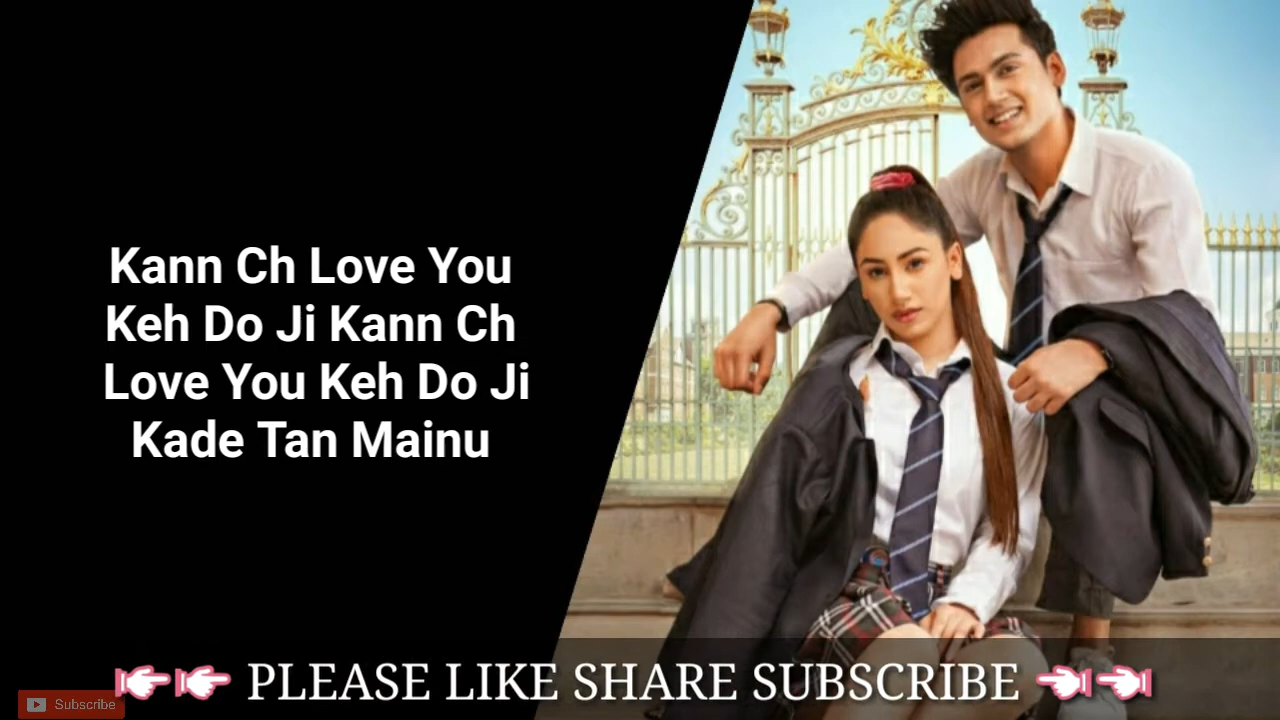 Kann Ch Love You
Keh Do Ji Kann Ch
Love You Keh Do Ji
Kade Tan Mainu
PLEASE LIKE SHARE SUBSCRIBE
Subscribe